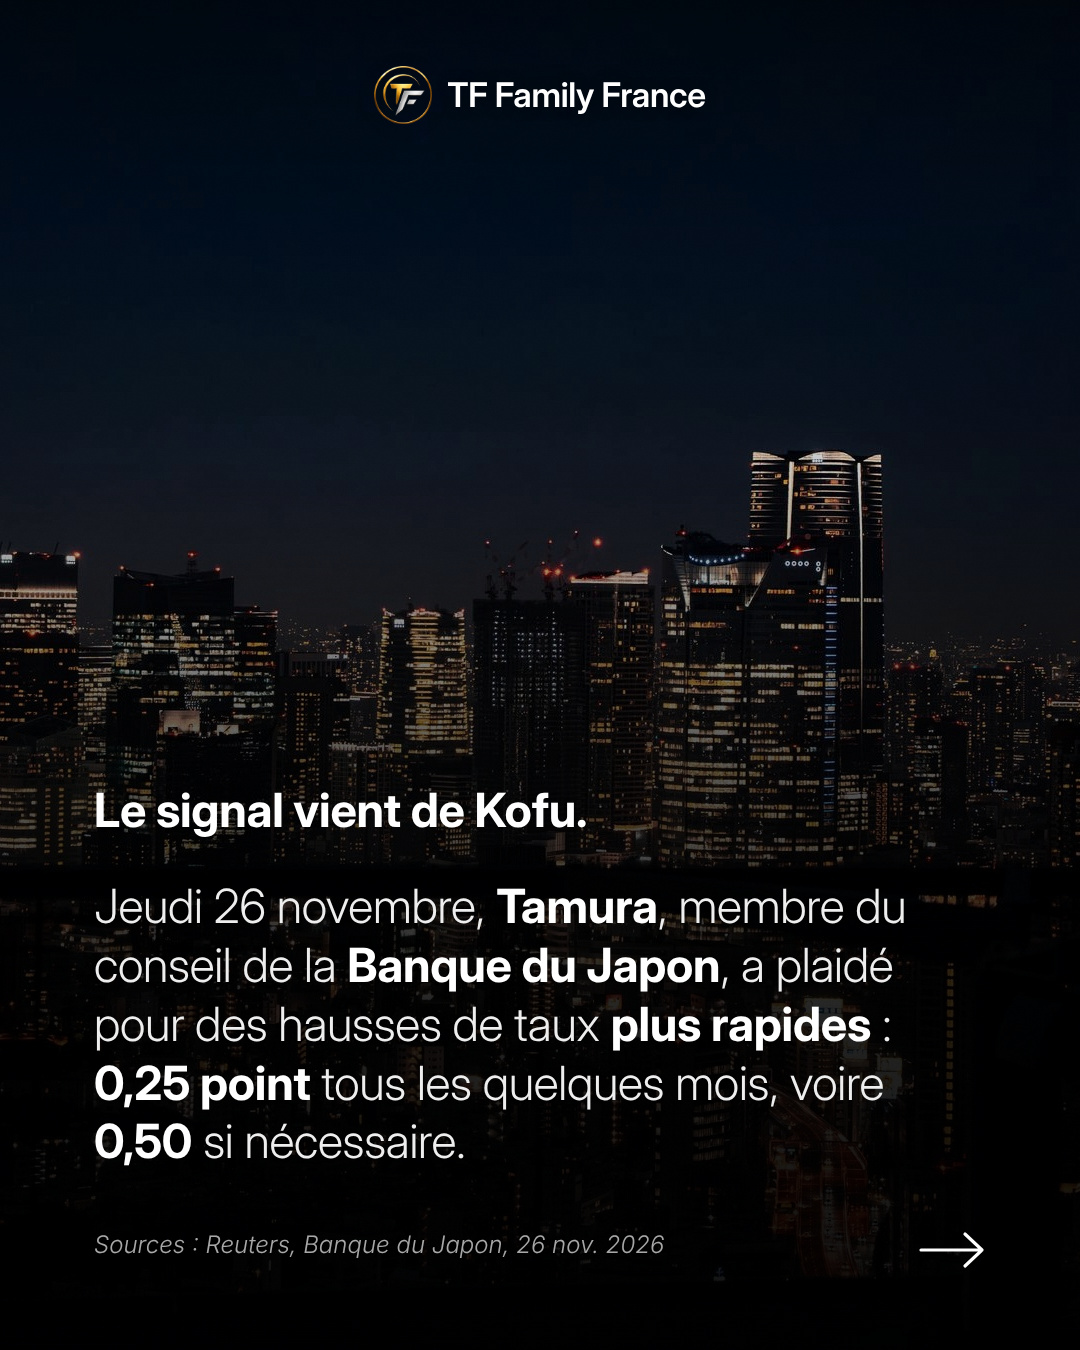 TF TF Family France
Le signal vient de Kofu.
Jeudi 26 novembre, Tamura, membre du
conseil de la Banque du Japon, a plaidé
pour des hausses de taux plus rapides :
0,25 point tous les quelques mois, voire
0,50 si nécessaire.
Sources : Reuters, Banque du Japon, 26 nov. 2026